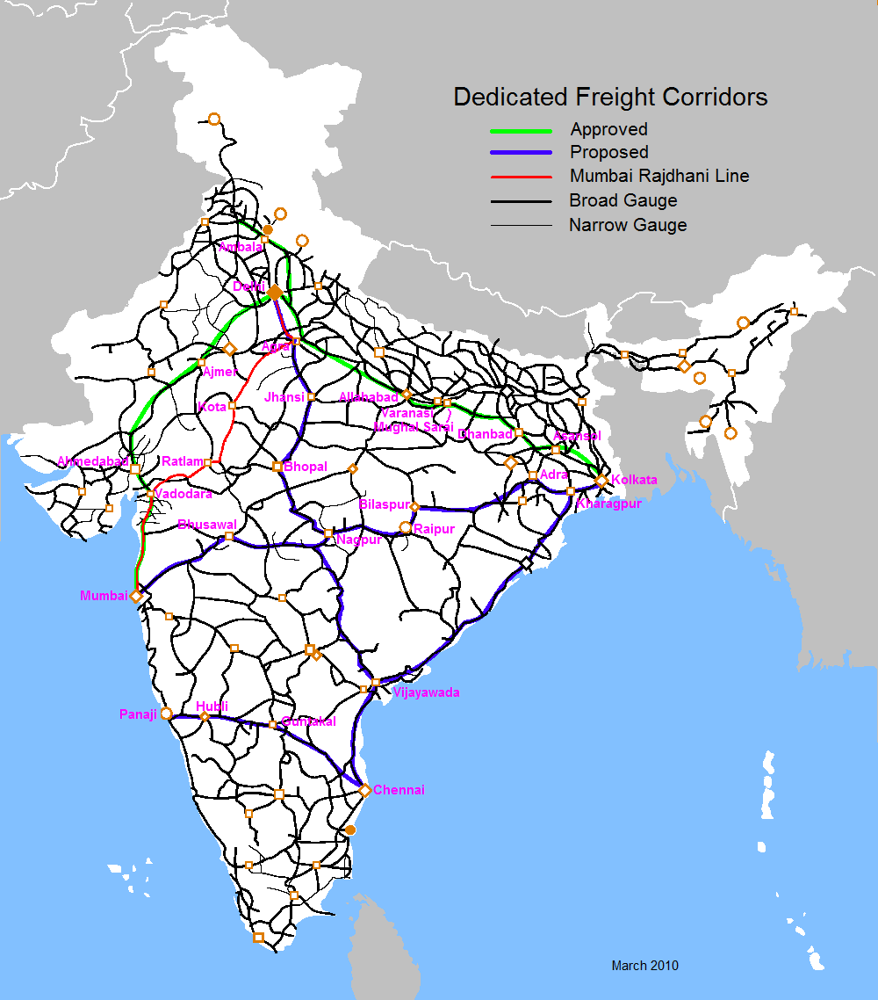 Dedicated Freight Corridors
Approved
Proposed
Mumbai Rajdhani Line
Broad Gauge
Narrow Gauge
Ambala
Delhi
Agra
Ajmer
Jhansi
Allahabad
Kota
Varanasi
Mughal Sarai
Dhanbad
Asansol
Ahmedabad
Ratlam
Bhopal
Adra
Kolkata
Vadodara
Bilaspur
Kharagpur
Bhusawal
Raipur
Nagpur
Mumbai
Vijayawada
Hubli
Panaji
Guntakal
Chennai
March 2010